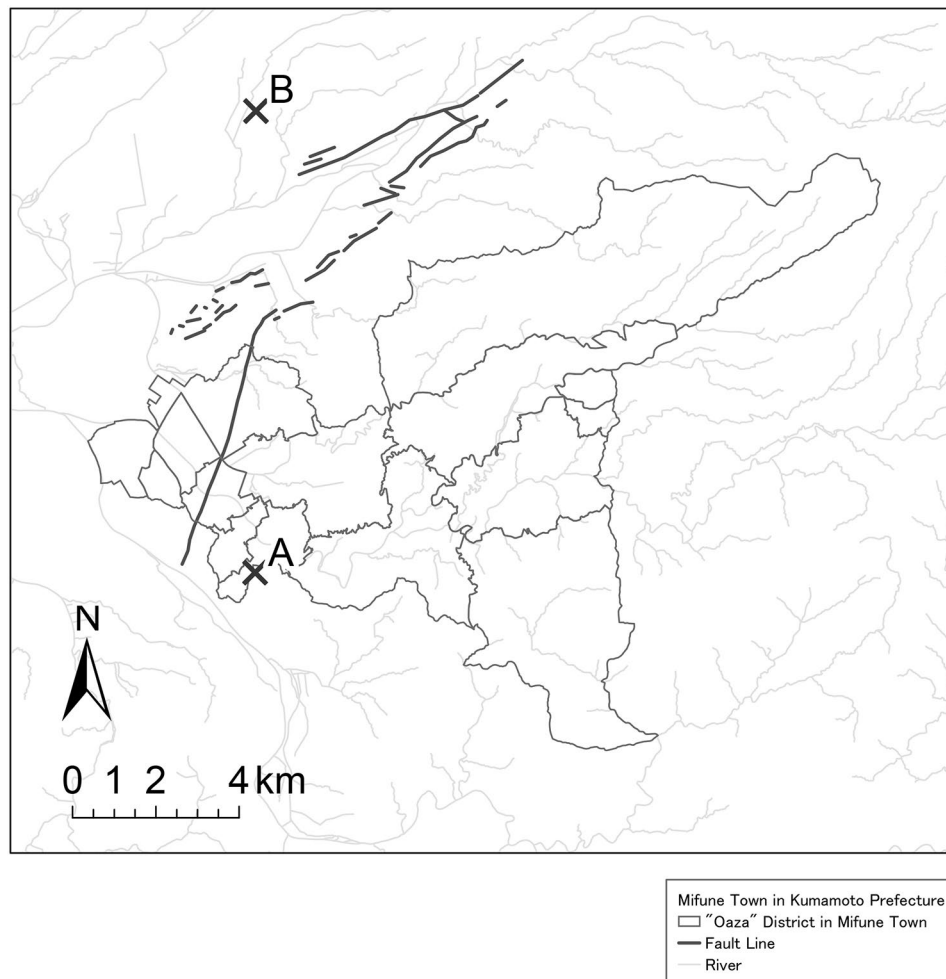 B
A
N
0 1 2 4 km
Mifune Town in Kumamoto Prefecture
"Oaza" District in Mifune Town
Fault Line
River